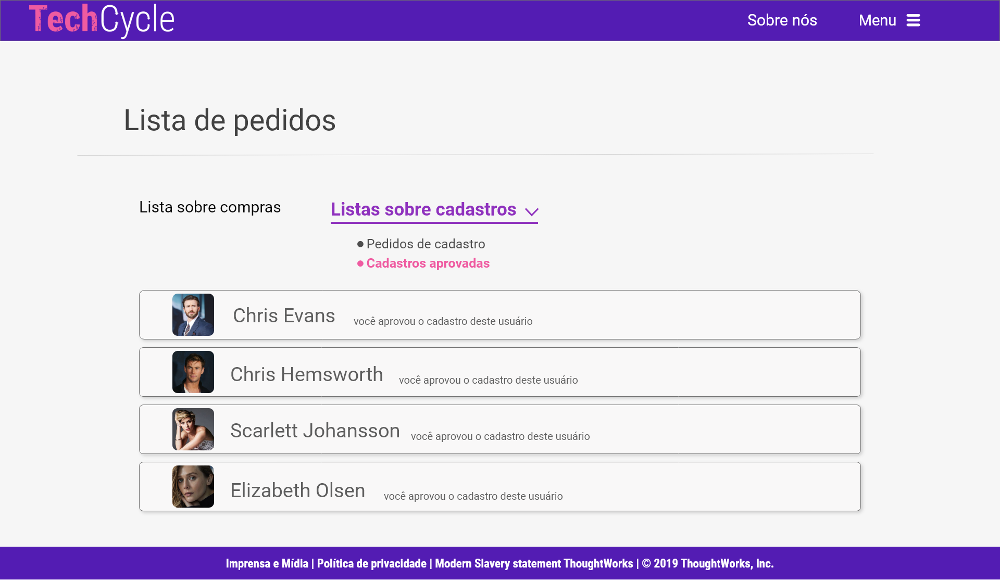 TechCycle
Sobre nós
Menu
Lista de pedidos
Lista sobre compras
Listas sobre cadastros
Pedidos de cadastro
Cadastros aprovadas
Chris Evans
você aprovou o cadastro deste usuário
Chris Hemsworth
você aprovou o cadastro deste usuário
Scarlett Johansson
você aprovou o cadastro deste usuário
Elizabeth Olsen
você aprovou o cadastro deste usuário
Imprensa e Mídia | Política de privacidade | Modern Slavery statement ThoughtWorks | © 2019 ThoughtWorks, Inc.